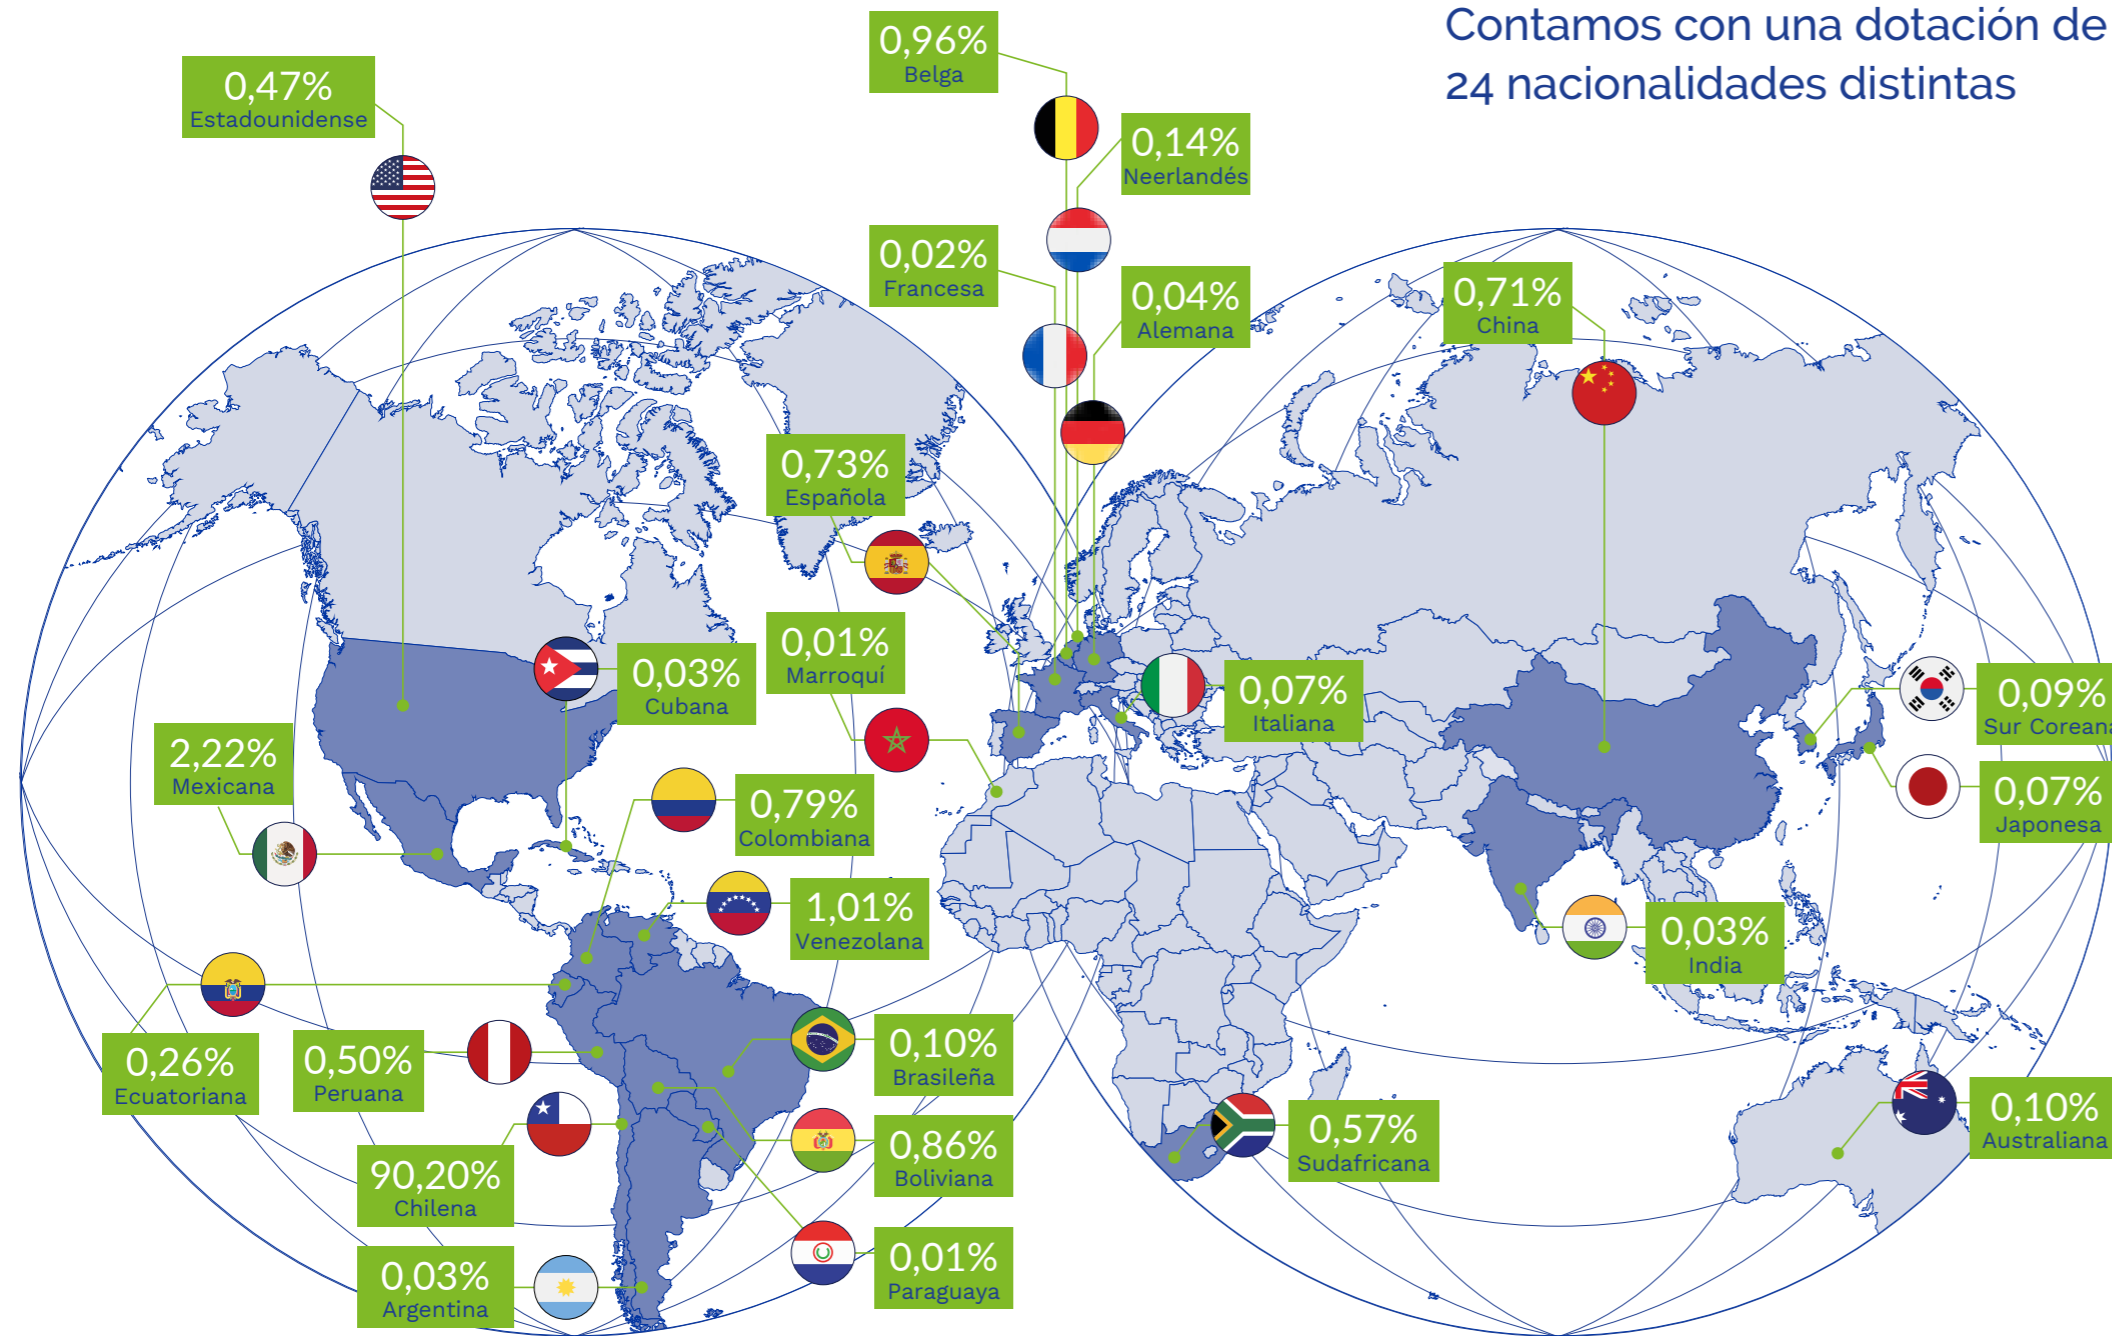 Contamos con una dotación de
24 nacionalidades distintas
0,47%
Estadounidense
0,96%
Belga
0,14%
Neerlandés
0,02%
Francesa
0,04%
Alemana
0,71%
China
0,73%
Española
0,01%
Marroquí
0,03%
Cubana
0,07%
Italiana
0,09%
Sur Coreana
2,22%
Mexicana
0,79%
Colombiana
0,07%
Japonesa
1,01%
Venezolana
0,03%
India
0,26%
Ecuatoriana
0,50%
Peruana
0,10%
Brasileña
0,57%
Sudafricana
0,10%
Australiana
90,20%
Chilena
0,86%
Boliviana
0,03%
Argentina
0,01%
Paraguaya